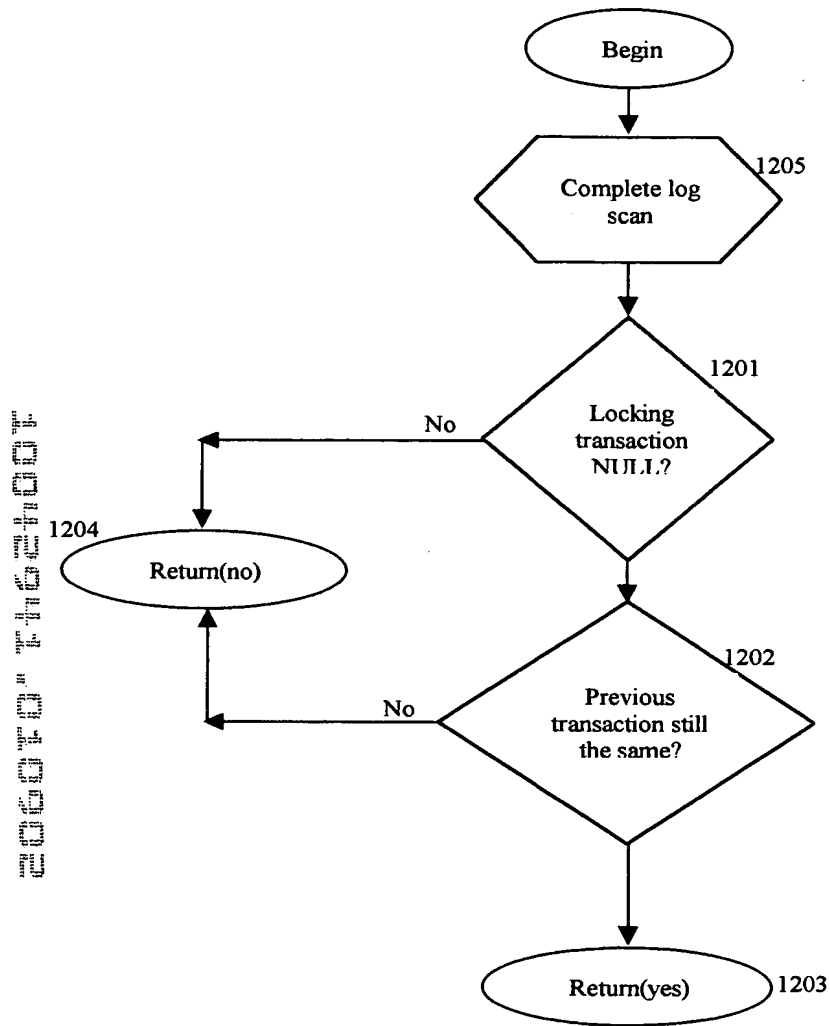 Begin
1205
Complete log
scan
1201
Locking
transaction
NULL?
No
1204
Return(no)
1202
Previous
transaction still
the same?
No
Return(yes)
1203